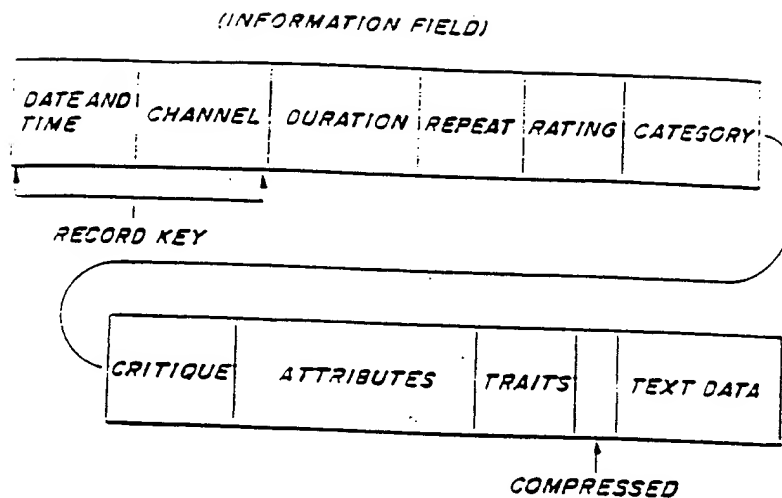 (INFORMATION FIELD)
DATE AND TIME
CHANNEL
DURATION
REPEAT
RATING
CATEGORY
RECORD KEY
CRITIQUE
ATTRIBUTES
TRAITS
TEXT DATA
COMPRESSED